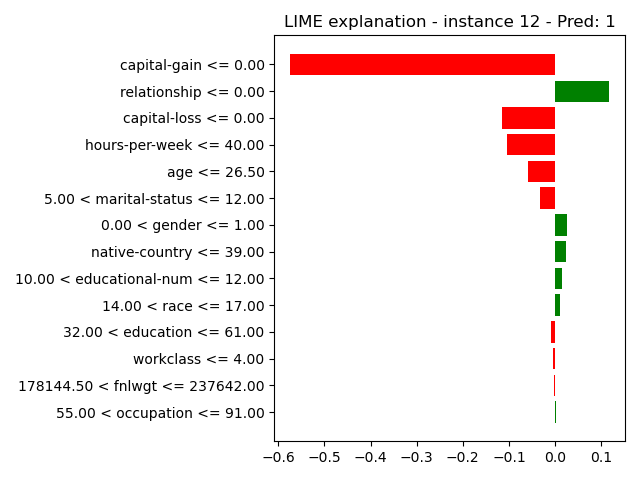 LIME explanation - instance 12 - Pred: 1
capital-gain <= 0.00
relationship <= 0.00
capital-loss <= 0.00
hours-per-week <= 40.00
age <= 26.50
5.00 < marital-status <= 12.00
0.00 < gender <= 1.00
native-country <= 39.00
10.00 < educational-num <= 12.00
14.00 < race <= 17.00
32.00 < education <= 61.00
workclass <= 4.00
178144.50 < fnlwgt <= 237642.00
55.00 < occupation <= 91.00
−0.6 −0.5 −0.4 −0.3 −0.2 −0.1 0.0 0.1